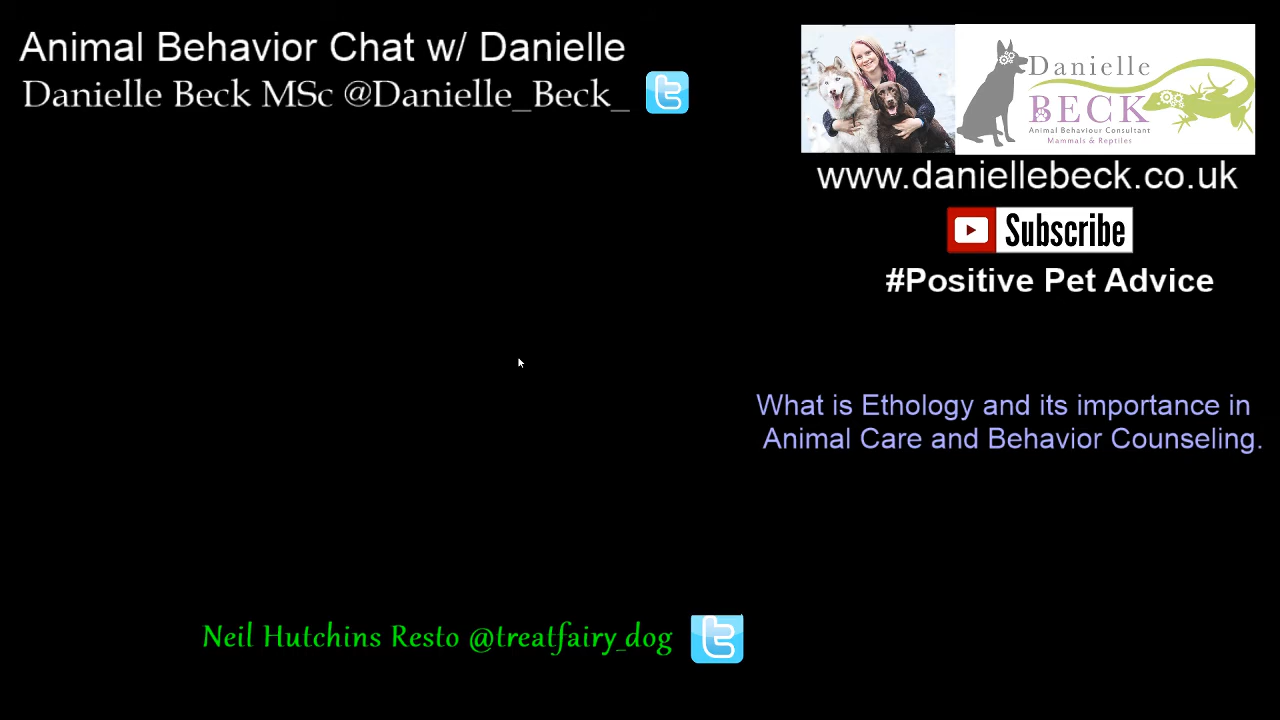 Animal Behavior Chat w/ Danielle
Danielle Beck MSc @Danielle_Beck_
Danielle
BECK
Animal Behaviour Consultant
Mammals & Reptiles
www.daniellebeck.co.uk
Subscribe
#Positive Pet Advice
What is Ethology and its importance in
Animal Care and Behavior Counseling.
Neil Hutchins Resto @treatfairy_dog